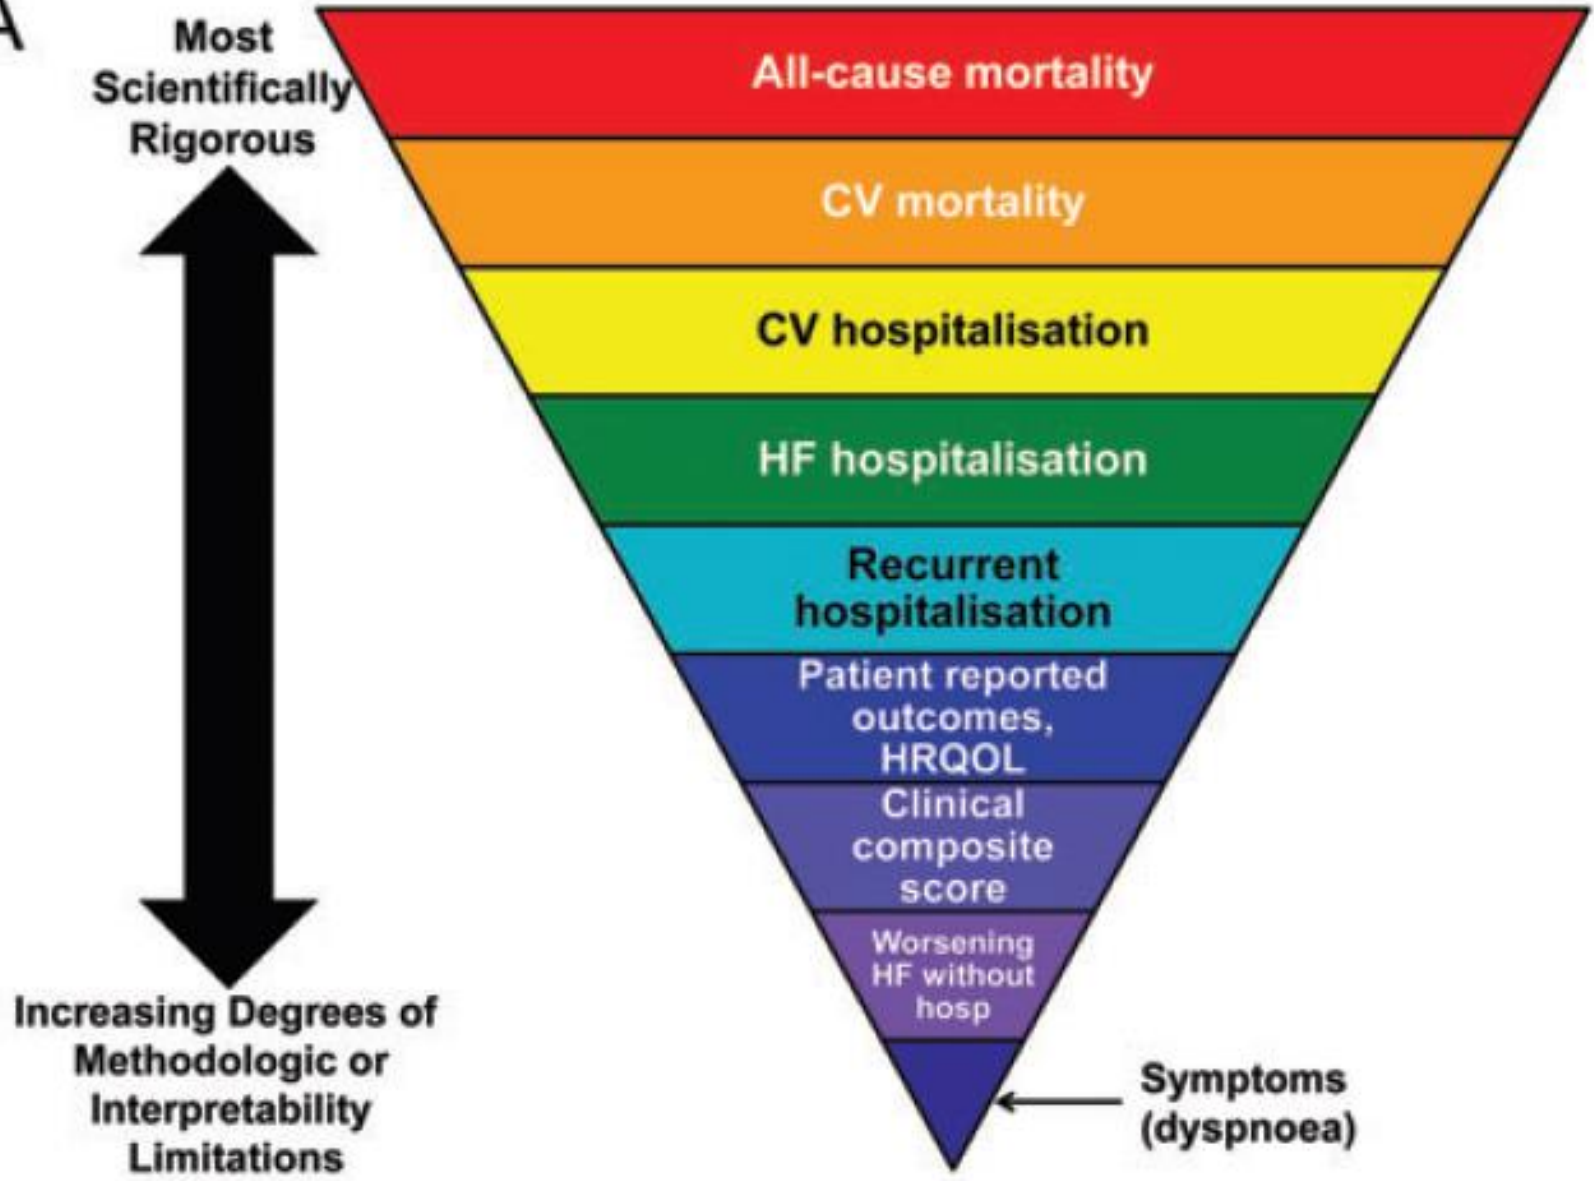 A
Most
Scientifically
Rigorous
All-cause mortality
CV mortality
CV hospitalisation
HF hospitalisation
Recurrent
hospitalisation
Patient reported
outcomes,
HRQOL
Clinical
composite
score
Worsening
HF without
hosp
Increasing Degrees of
Methodologic or
Interpretability
Limitations
Symptoms
(dyspnoea)